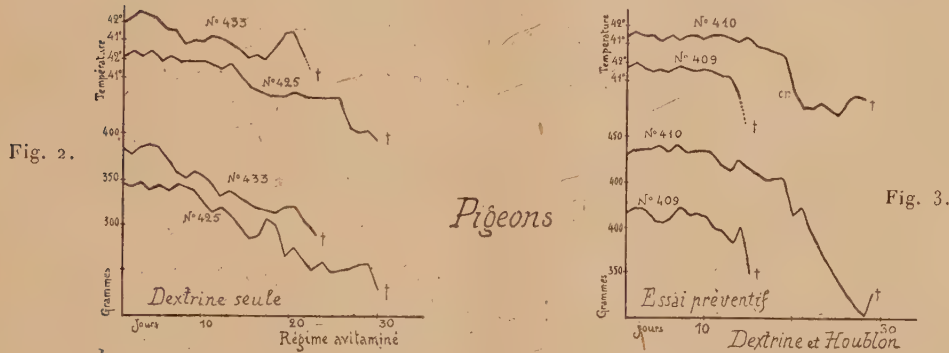 Fig. 2.
Température
42°
41°
42°
41°
N° 433
N° 425
†
†
Grammes
400
350
300
N° 433
N° 425
†
†
Dextrine seule
Jours
10
20
30
Régime avitaminé
Pigeons
Fig. 3.
Température
42°
41°
42°
41°
N° 410
N° 409
cr.
†
†
Grammes
450
400
400
350
N° 410
N° 409
†
†
Essai préventif
Jours
10
30
Dextrine et Houblon